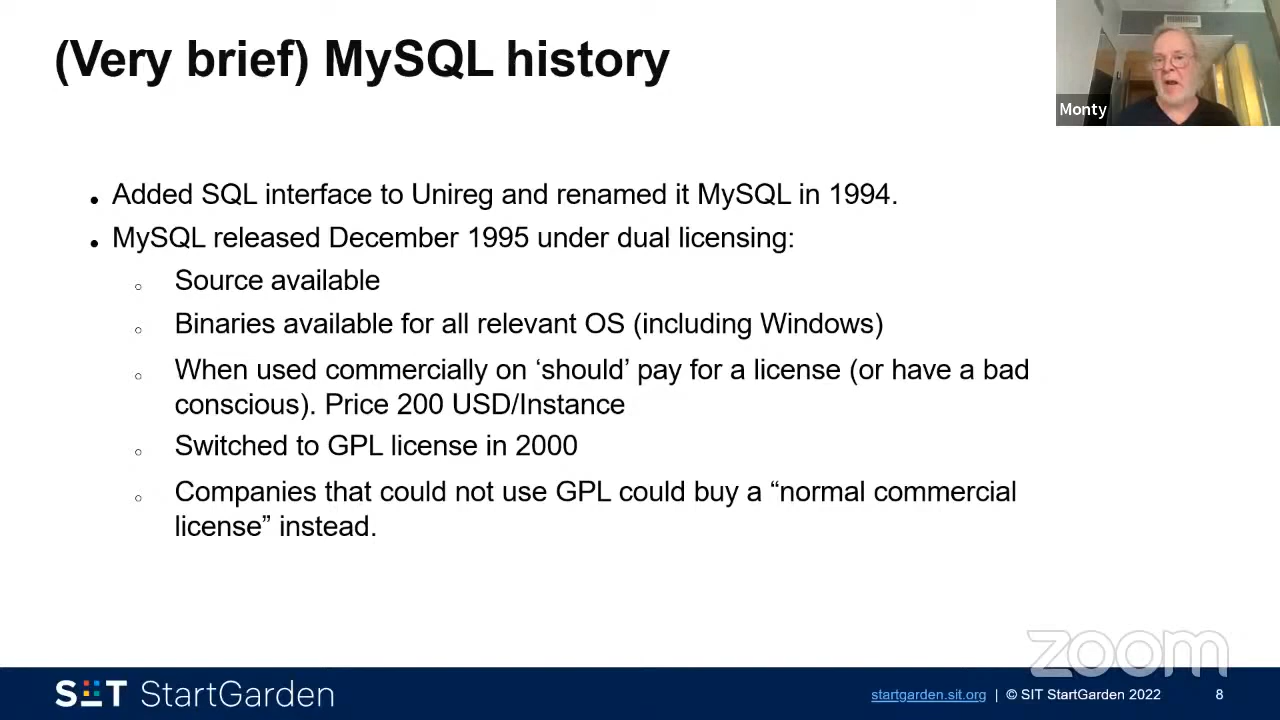 (Very brief) MySQL history
Monty
• Added SQL interface to Unireg and renamed it MySQL in 1994.
• MySQL released December 1995 under dual licensing:
○ Source available
○ Binaries available for all relevant OS (including Windows)
○ When used commercially on ‘should’ pay for a license (or have a bad
conscious). Price 200 USD/Instance
○ Switched to GPL license in 2000
○ Companies that could not use GPL could buy a “normal commercial
license” instead.
zoom
SIT StartGarden
startgarden.sit.org | © SIT StartGarden 2022 8